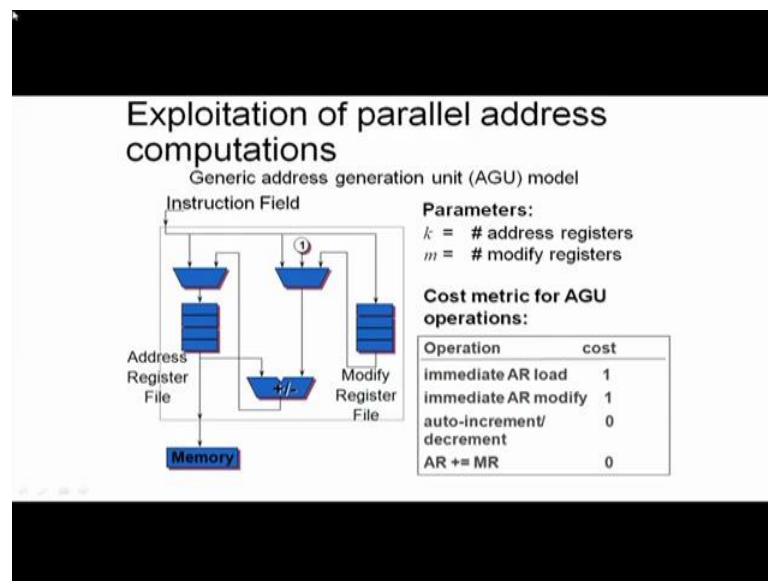 Exploitation of parallel address
computations
Generic address generation unit (AGU) model
Instruction Field
1
Address
Register
File
+/-
Modify
Register
File
Memory
Parameters:
k = # address registers
m = # modify registers
Cost metric for AGU
operations:
Operation cost
immediate AR load 1
immediate AR modify 1
auto-increment/ 0
decrement
AR += MR 0